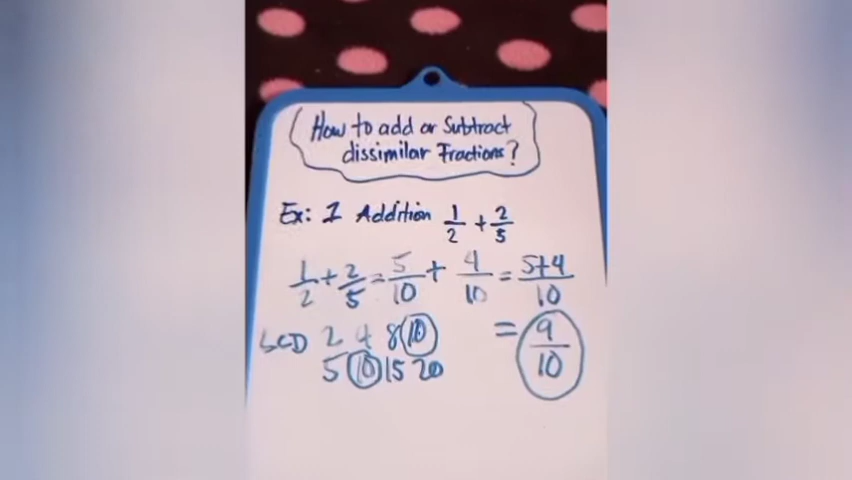 How to add or Subtract
dissimilar Fractions?
Ex: 1 Addition 1/2 + 2/5
1/2 + 2/5 = 5/10 + 4/10 = 5+4/10
LCD 2 4 8 10 = 9/10
5 10 15 20